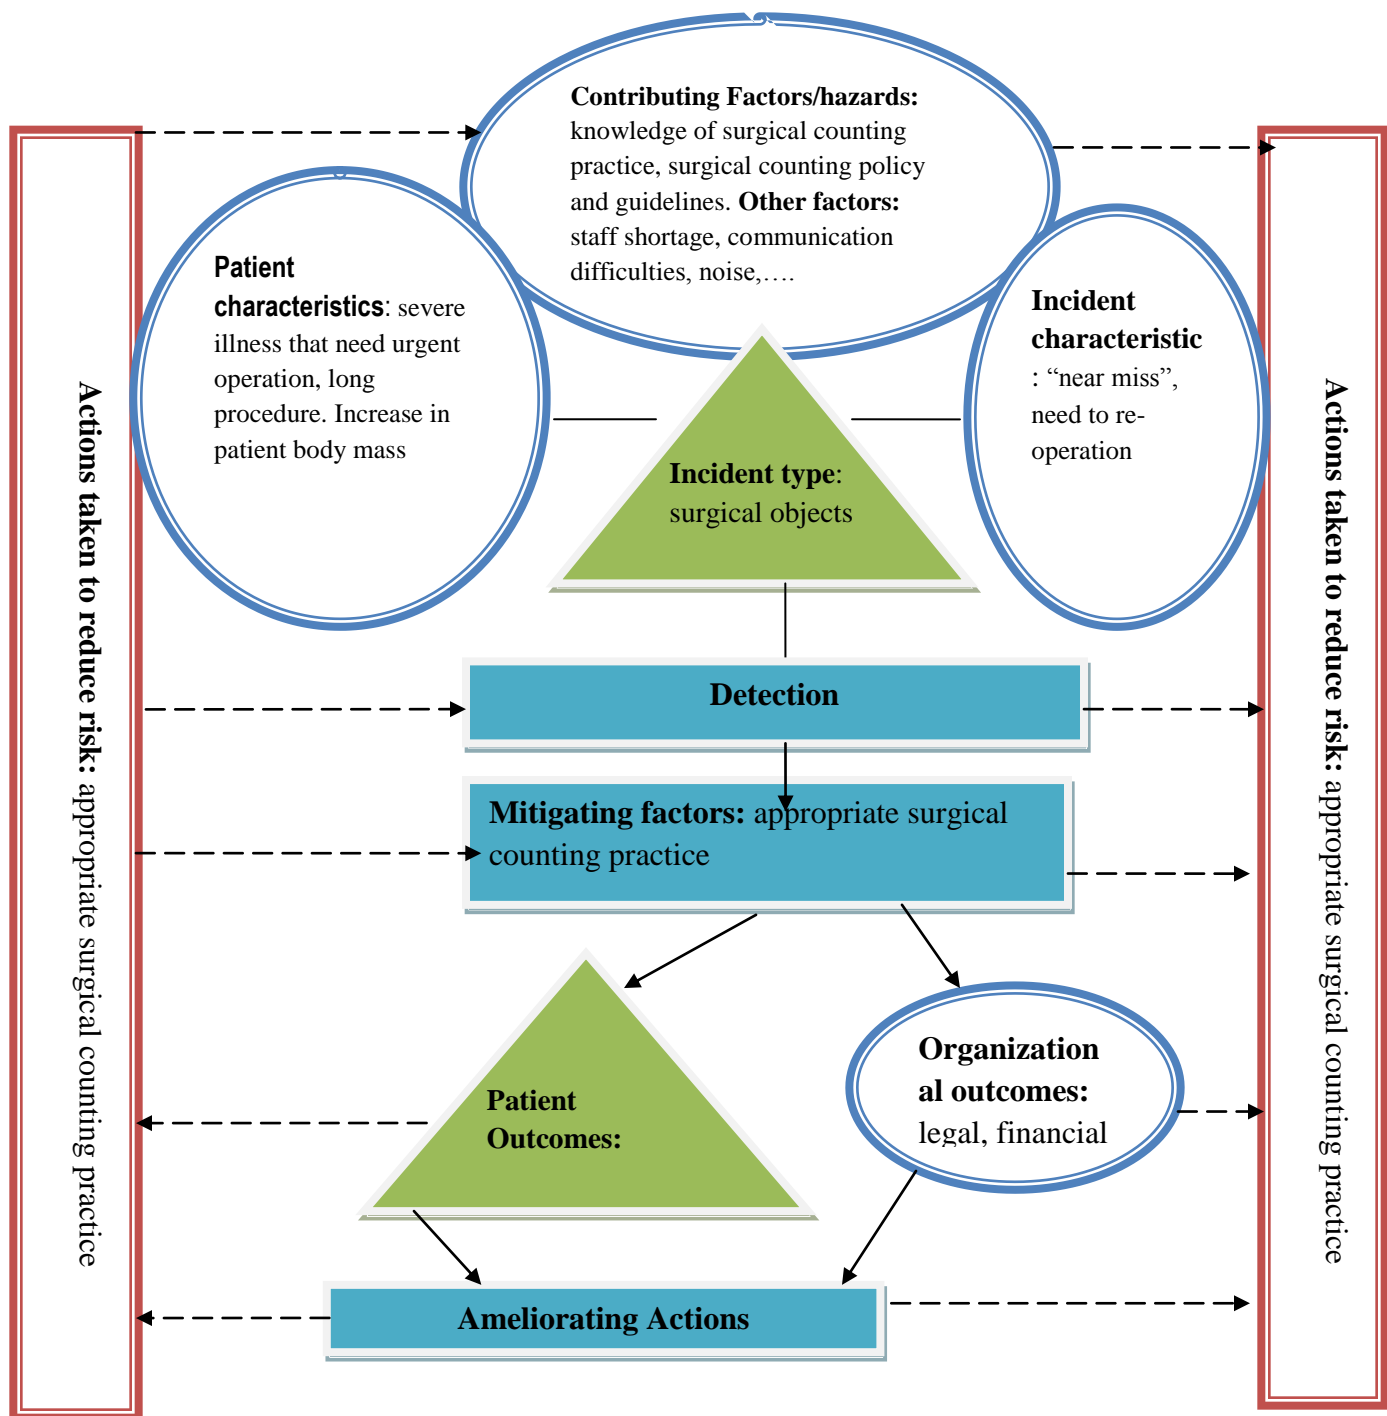 Contributing Factors/hazards:
knowledge of surgical counting
practice, surgical counting policy
and guidelines. Other factors:
staff shortage, communication
difficulties, noise,….
Patient
characteristics: severe
illness that need urgent
operation, long
procedure. Increase in
patient body mass
Incident
characteristic
: “near miss”,
need to re-
operation
Incident type:
surgical objects
Actions taken to reduce risk: appropriate surgical counting practice
Actions taken to reduce risk: appropriate surgical counting practice
Detection
Mitigating factors: appropriate surgical
counting practice
Organization
al outcomes:
legal, financial
Patient
Outcomes:
Ameliorating Actions